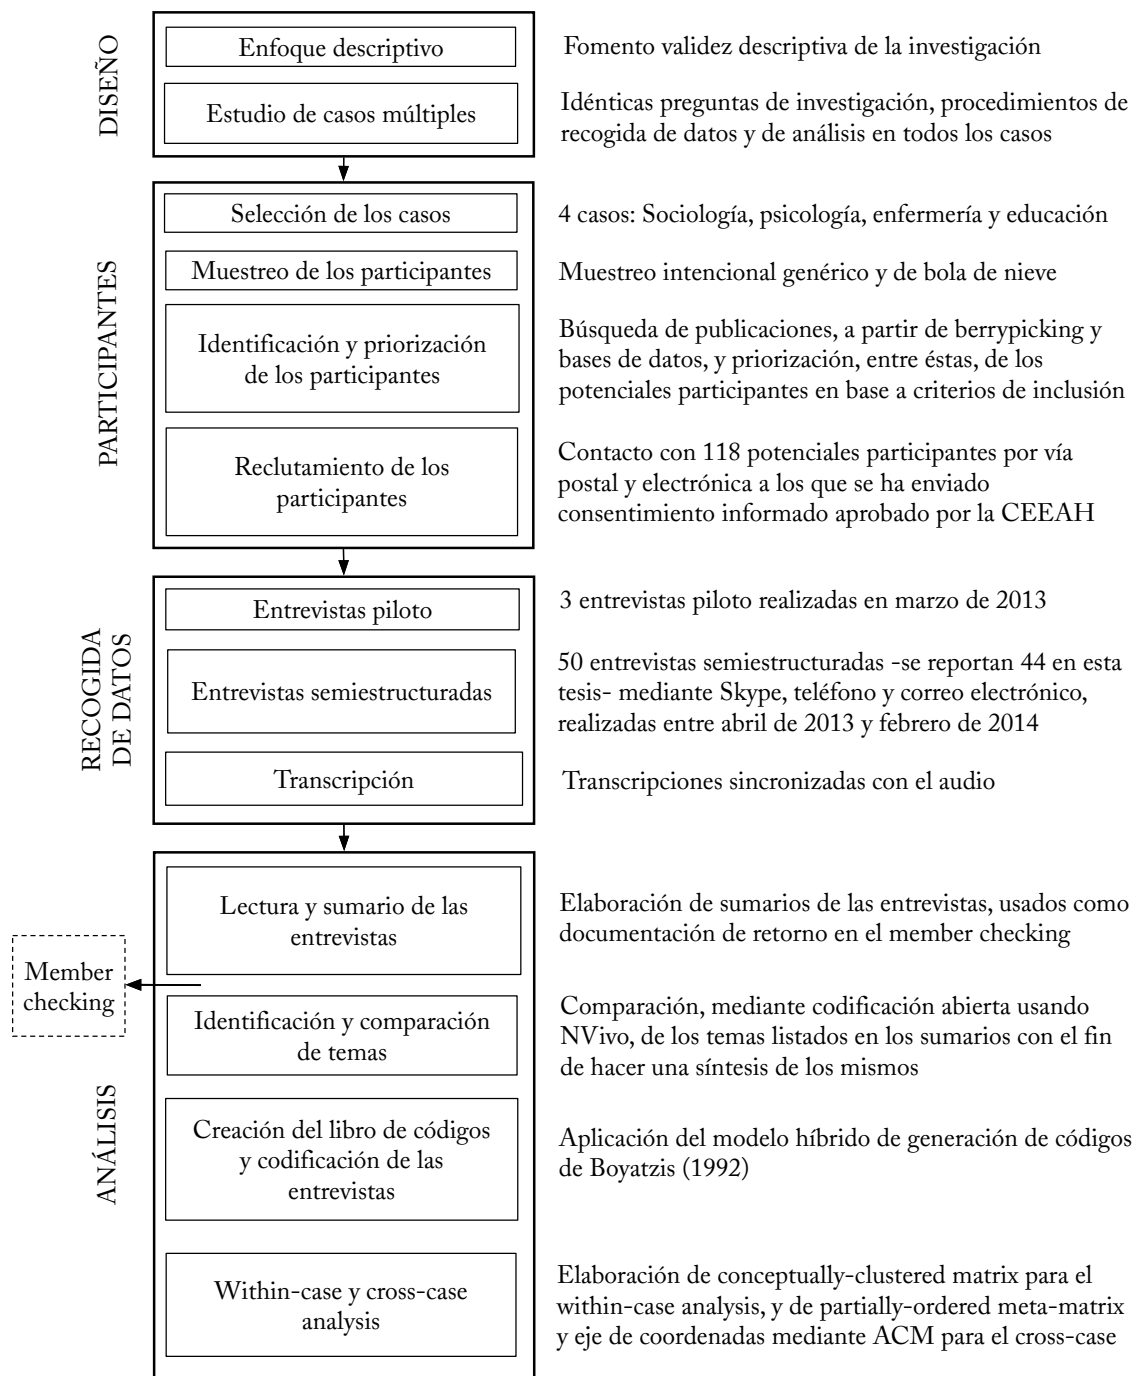 DISEÑO
Enfoque descriptivo
Fomento validez descriptiva de la investigación
Estudio de casos múltiples
Idénticas preguntas de investigación, procedimientos de
recogida de datos y de análisis en todos los casos
PARTICIPANTES
Selección de los casos
4 casos: Sociología, psicología, enfermería y educación
Muestreo de los participantes
Muestreo intencional genérico y de bola de nieve
Identificación y priorización
de los participantes
Búsqueda de publicaciones, a partir de berrypicking y
bases de datos, y priorización, entre éstas, de los
potenciales participantes en base a criterios de inclusión
Reclutamiento de los
participantes
Contacto con 118 potenciales participantes por vía
postal y electrónica a los que se ha enviado
consentimiento informado aprobado por la CEEAH
RECOGIDA
DE DATOS
Entrevistas piloto
3 entrevistas piloto realizadas en marzo de 2013
Entrevistas semiestructuradas
50 entrevistas semiestructuradas -se reportan 44 en esta
tesis- mediante Skype, teléfono y correo electrónico,
realizadas entre abril de 2013 y febrero de 2014
Transcripción
Transcripciones sincronizadas con el audio
ANÁLISIS
Lectura y sumario de las
entrevistas
Elaboración de sumarios de las entrevistas, usados como
documentación de retorno en el member checking
Member
checking
Identificación y comparación
de temas
Comparación, mediante codificación abierta usando
NVivo, de los temas listados en los sumarios con el fin
de hacer una síntesis de los mismos
Creación del libro de códigos
y codificación de las
entrevistas
Aplicación del modelo híbrido de generación de códigos
de Boyatzis (1992)
Within-case y cross-case
analysis
Elaboración de conceptually-clustered matrix para el
within-case analysis, y de partially-ordered meta-matrix
y eje de coordenadas mediante ACM para el cross-case